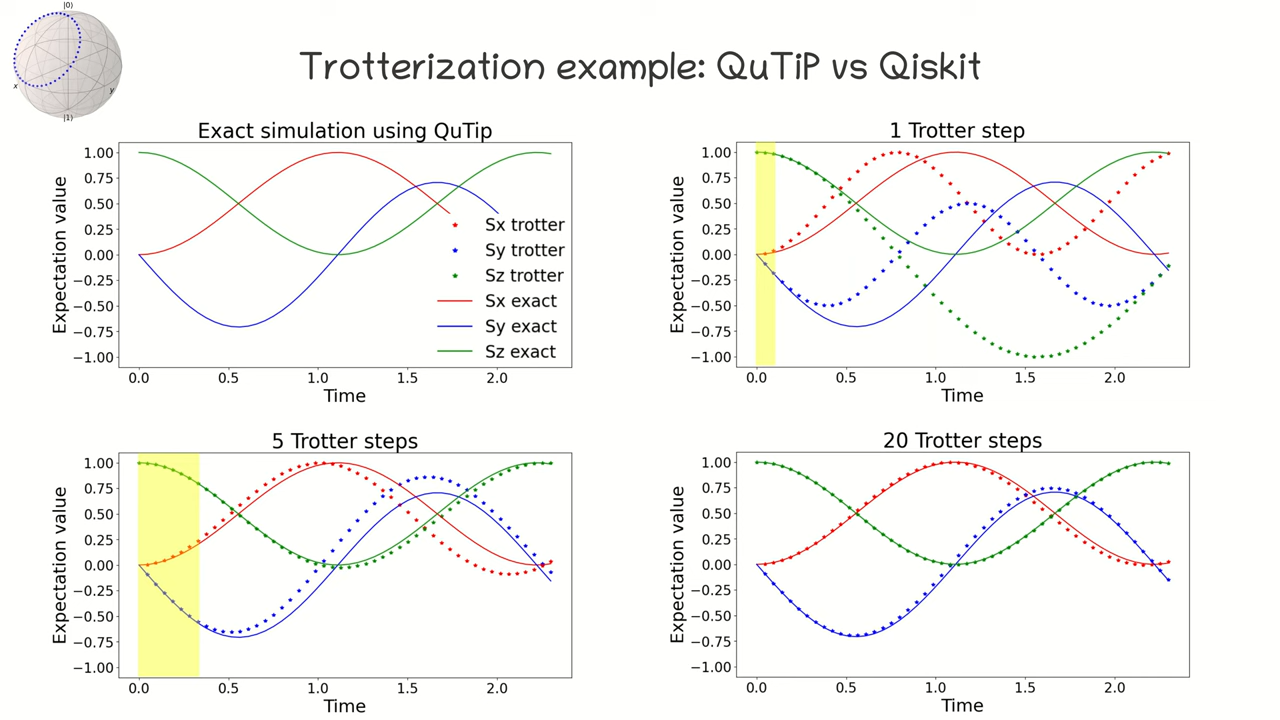 |0⟩
x
y
|1⟩
Trotterization example: QuTiP vs Qiskit
Exact simulation using QuTip
1.00
0.75
0.50
0.25
0.00
−0.25
−0.50
−0.75
−1.00
Expectation value
0.0 0.5 1.0 1.5 2.0
Time
Sx trotter
Sy trotter
Sz trotter
Sx exact
Sy exact
Sz exact
1 Trotter step
1.00
0.75
0.50
0.25
0.00
−0.25
−0.50
−0.75
−1.00
Expectation value
0.0 0.5 1.0 1.5 2.0
Time
5 Trotter steps
1.00
0.75
0.50
0.25
0.00
−0.25
−0.50
−0.75
−1.00
Expectation value
0.0 0.5 1.0 1.5 2.0
Time
20 Trotter steps
1.00
0.75
0.50
0.25
0.00
−0.25
−0.50
−0.75
−1.00
Expectation value
0.0 0.5 1.0 1.5 2.0
Time